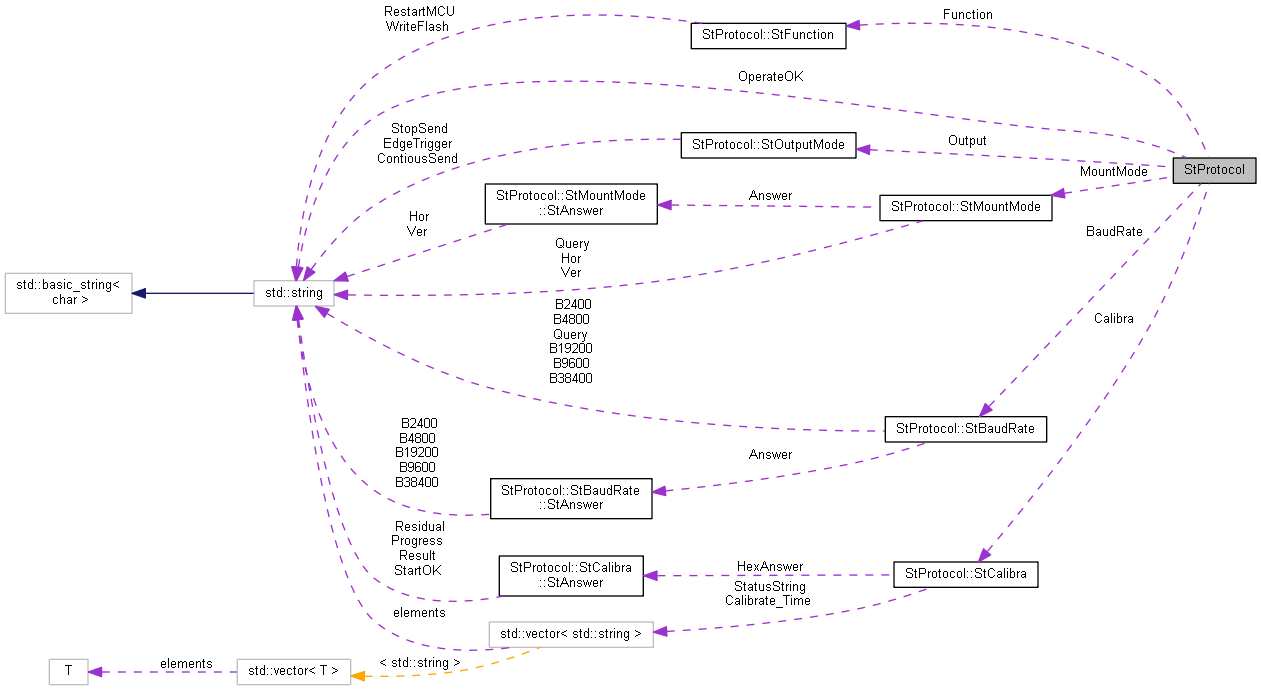 RestartMCU
WriteFlash
StProtocol::StFunction
Function
OperateOK
StopSend
EdgeTrigger
ContiousSend
StProtocol::StOutputMode
Output
StProtocol
MountMode
StProtocol::StMountMode
::StAnswer
Answer
StProtocol::StMountMode
Hor
Ver
Query
Hor
Ver
BaudRate
std::basic_string<
char >
std::string
B2400
B4800
Query
B19200
B9600
B38400
Calibra
B2400
B4800
B19200
B9600
B38400
StProtocol::StBaudRate
Answer
StProtocol::StBaudRate
::StAnswer
Residual
Progress
Result
StartOK
StProtocol::StCalibra
::StAnswer
HexAnswer
StProtocol::StCalibra
StatusString
Calibrate_Time
elements
std::vector< std::string >
T
elements
std::vector< T >
< std::string >